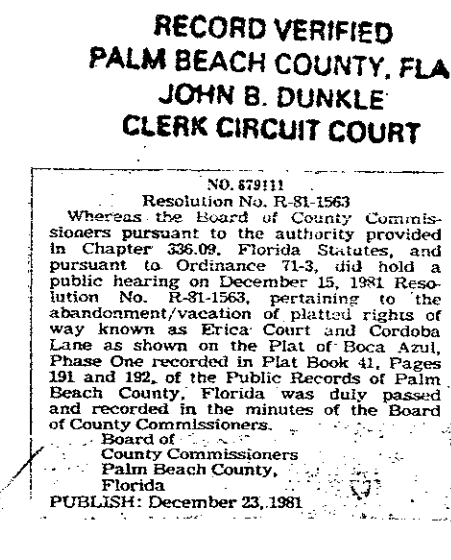 RECORD VERIFIED
PALM BEACH COUNTY, FLA
JOHN B. DUNKLE
CLERK CIRCUIT COURT
NO. 879111
Resolution No. R-81-1563
Whereas the Board of County Commis-
sioners pursuant to the authority provided
in Chapter 336.09, Florida Statutes, and
pursuant to Ordinance 71-3, did hold a
public hearing on December 15, 1981 Reso-
lution No. R-81-1563, pertaining to the
abandonment/vacation of platted rights of
way known as Erica Court and Cordoba
Lane as shown on the Plat of Boca Azul,
Phase One recorded in Plat Book 41, Pages
191 and 192, of the Public Records of Palm
Beach County, Florida was duly passed
and recorded in the minutes of the Board
of County Commissioners.
Board of
County Commissioners
Palm Beach County,
Florida
PUBLISH: December 23, 1981